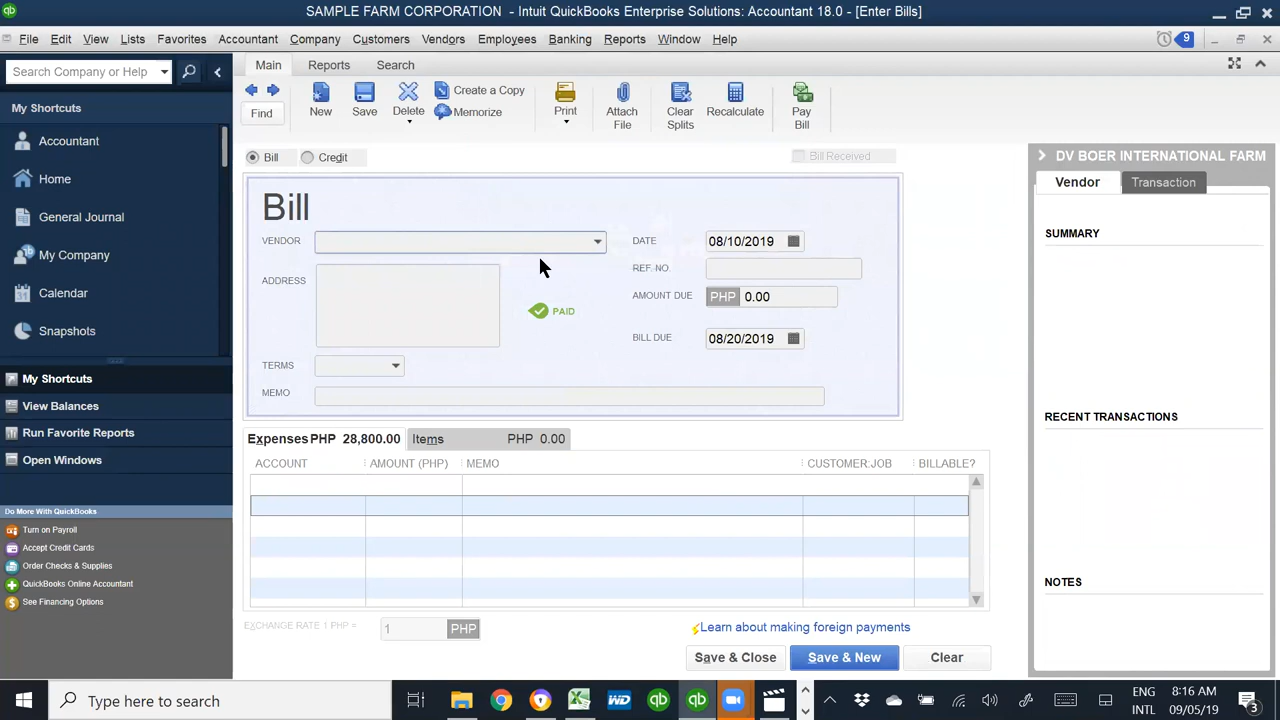 SAMPLE FARM CORPORATION - Intuit QuickBooks Enterprise Solutions: Accountant 18.0 - [Enter Bills]
File Edit View Lists Favorites Accountant Company Customers Vendors Employees Banking Reports Window Help 9
Search Company or Help
Main Reports Search
My Shortcuts
Accountant
Home
General Journal
My Company
Calendar
Snapshots
My Shortcuts
View Balances
Run Favorite Reports
Open Windows
Do More With QuickBooks
Turn on Payroll
Accept Credit Cards
Order Checks & Supplies
QuickBooks Online Accountant
See Financing Options
Find
New
Save
Delete
Create a Copy
Memorize
Print
Attach
File
Clear
Splits
Recalculate
Pay
Bill
Bill Credit Bill Received
Bill
VENDOR
DATE 08/10/2019
ADDRESS
REF. NO.
AMOUNT DUE PHP 0.00
PAID
BILL DUE 08/20/2019
TERMS
MEMO
Expenses PHP 28,800.00 Items PHP 0.00
ACCOUNT AMOUNT (PHP) MEMO CUSTOMER:JOB BILLABLE?
EXCHANGE RATE 1 PHP = 1 PHP
Learn about making foreign payments
Save & Close Save & New Clear
DV BOER INTERNATIONAL FARM
Vendor Transaction
SUMMARY
RECENT TRANSACTIONS
NOTES
Type here to search
WD
ENG
INTL
8:16 AM
09/05/19
3